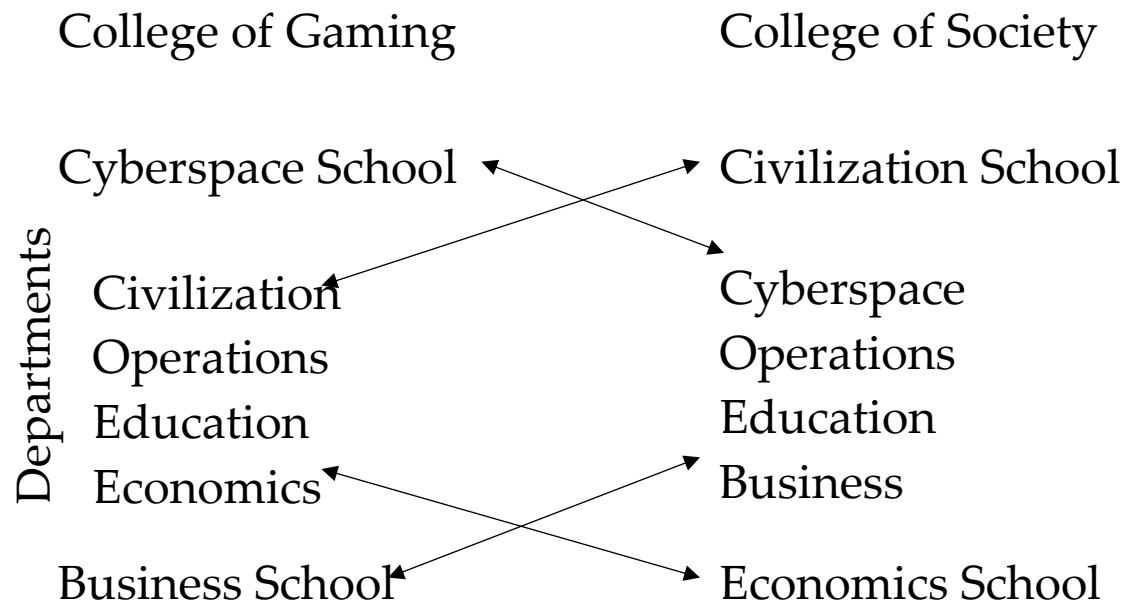 College of Gaming
Cyberspace School
Departments
Civilization
Operations
Education
Economics
Business School
College of Society
Civilization School
Cyberspace
Operations
Education
Business
Economics School